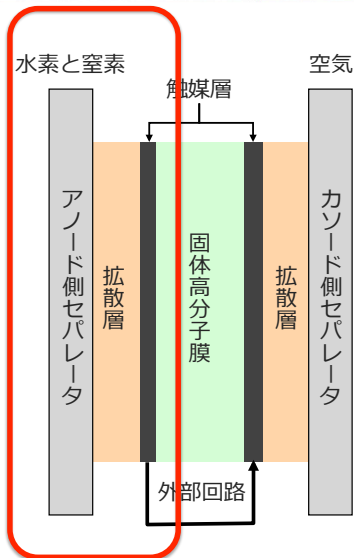 水素と窒素
空気
触媒層
アノード側セパレータ
拡散層
固体高分子膜
拡散層
カソード側セパレータ
外部回路